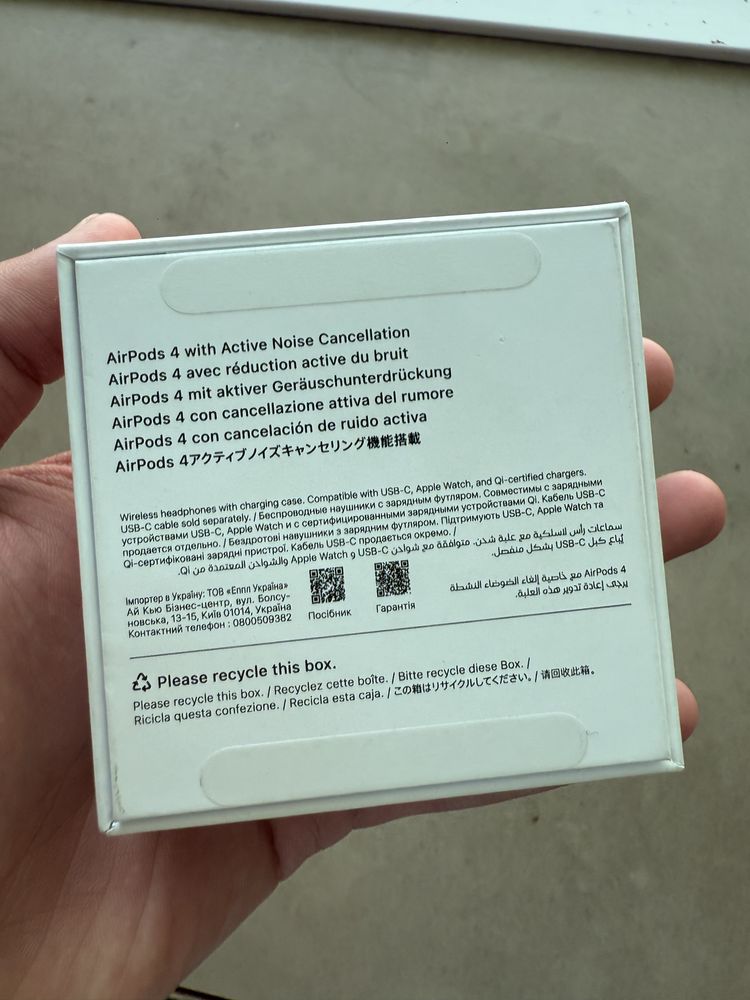 AirPods 4 with Active Noise Cancellation
AirPods 4 avec réduction active du bruit
AirPods 4 mit aktiver Geräuschunterdrückung
AirPods 4 con cancellazione attiva del rumore
AirPods 4 con cancelación de ruido activa
AirPods 4アクティブノイズキャンセリング機能搭載
Wireless headphones with charging case. Compatible with USB-C, Apple Watch, and Qi-certified chargers.
USB-C cable sold separately. / Беспроводные наушники с зарядным футляром. Совместимы с зарядными
устройствами USB-C, Apple Watch и с сертифицированными зарядными устройствами Qi. Кабель USB-C
продается отдельно. / Бездротові навушники з зарядним футляром. Підтримують USB-C, Apple Watch та
Qi-сертифіковані зарядні пристрої. Кабель USB-C продається окремо. /
سماعات رأس لاسلكية مع علبة شحن. متوافقة مع شواحن USB-C و Apple Watch والشواحن المعتمدة من Qi.
يُباع كبل USB-C بشكل منفصل.
Імпортер в Україну: ТОВ «Еппл Україна»
Ай Кью Бізнес-центр, вул. Болсу-
новська, 13-15, Київ 01014, Україна
Контактний телефон : 0800509382
Посібник
Гарантія
AirPods 4 مع خاصية إلغاء الضوضاء النشطة
يرجى إعادة تدوير هذه العلبة.
Please recycle this box.
Please recycle this box. / Recyclez cette boîte. / Bitte recycle diese Box. /
Ricicla questa confezione. / Recicla esta caja. / この箱はリサイクルしてください。/ 请回收此箱。